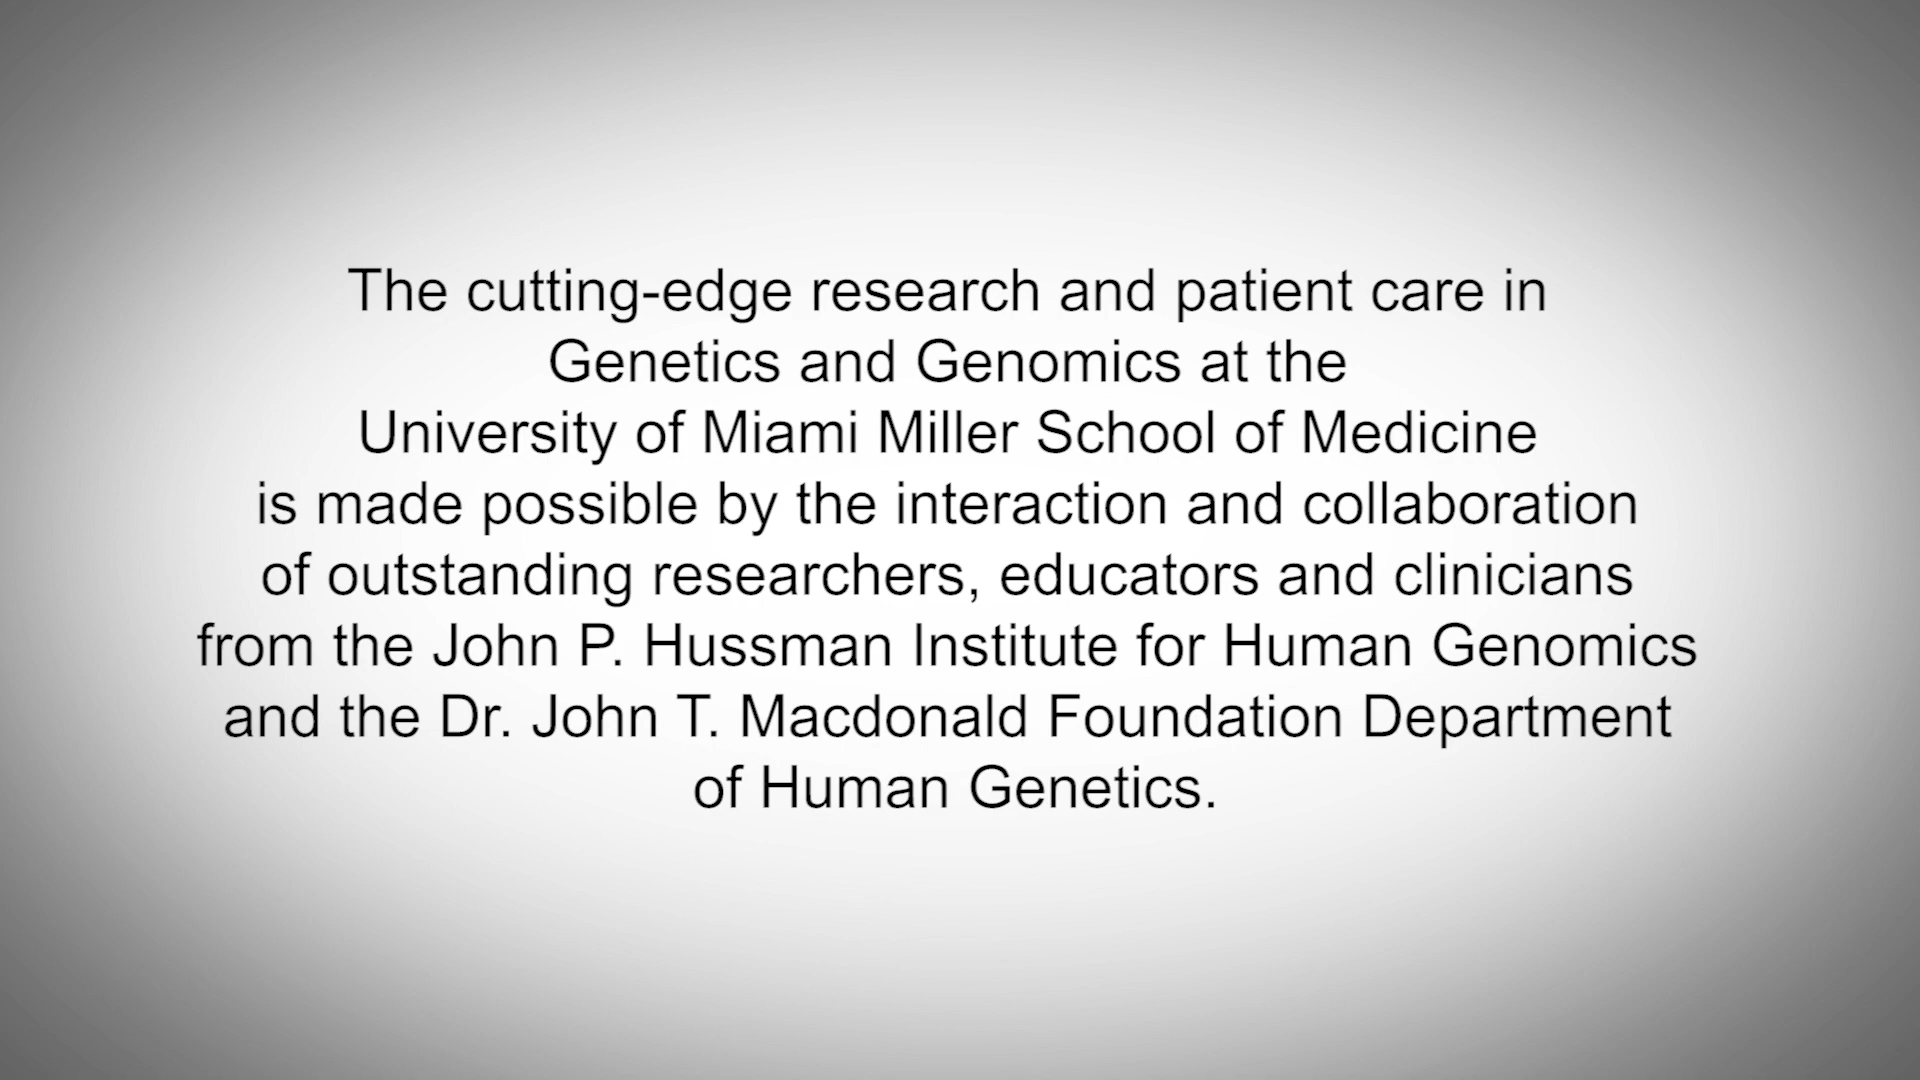 The cutting-edge research and patient care in
Genetics and Genomics at the
University of Miami Miller School of Medicine
is made possible by the interaction and collaboration
of outstanding researchers, educators and clinicians
from the John P. Hussman Institute for Human Genomics
and the Dr. John T. Macdonald Foundation Department
of Human Genetics.